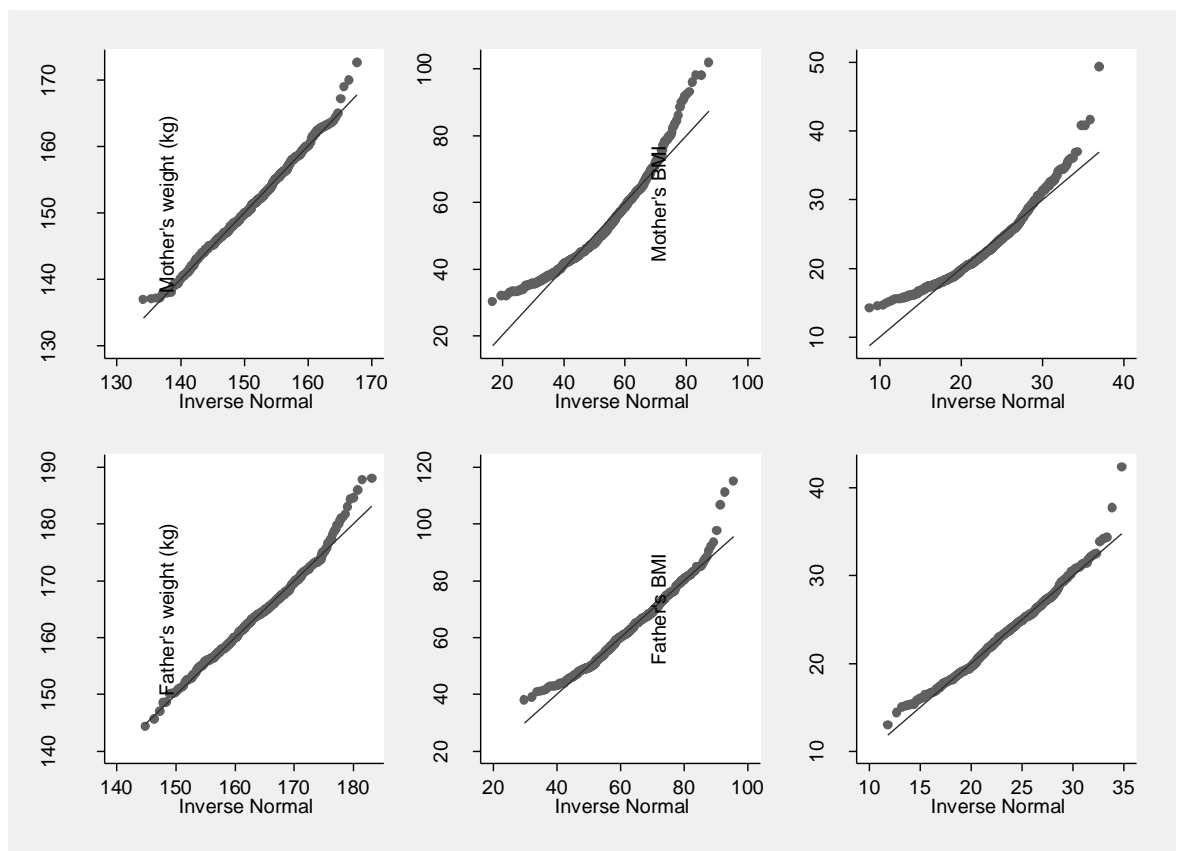 170
160
150
140
130
Mother's weight (kg)
130 140 150 160 170
Inverse Normal
100
80
60
40
20
Mother's BMI
20 40 60 80 100
Inverse Normal
50
40
30
20
10
10 20 30 40
Inverse Normal
190
180
170
160
150
140
Father's weight (kg)
140 150 160 170 180
Inverse Normal
120
100
80
60
40
20
Father's BMI
20 40 60 80 100
Inverse Normal
40
30
20
10
10 15 20 25 30 35
Inverse Normal